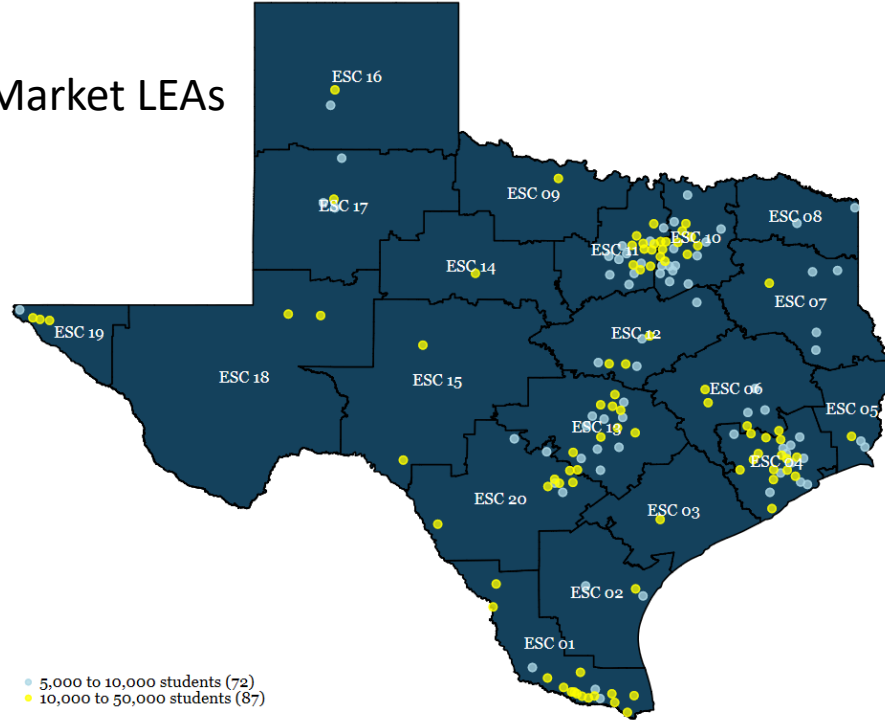 Market LEAs
ESC 16
ESC 17
ESC 09
ESC 08
ESC 10
ESC 11
ESC 14
ESC 07
ESC 19
ESC 12
ESC 18
ESC 15
ESC 06
ESC 05
ESC 13
ESC 04
ESC 20
ESC 03
ESC 02
ESC 01
5,000 to 10,000 students (72)
10,000 to 50,000 students (87)